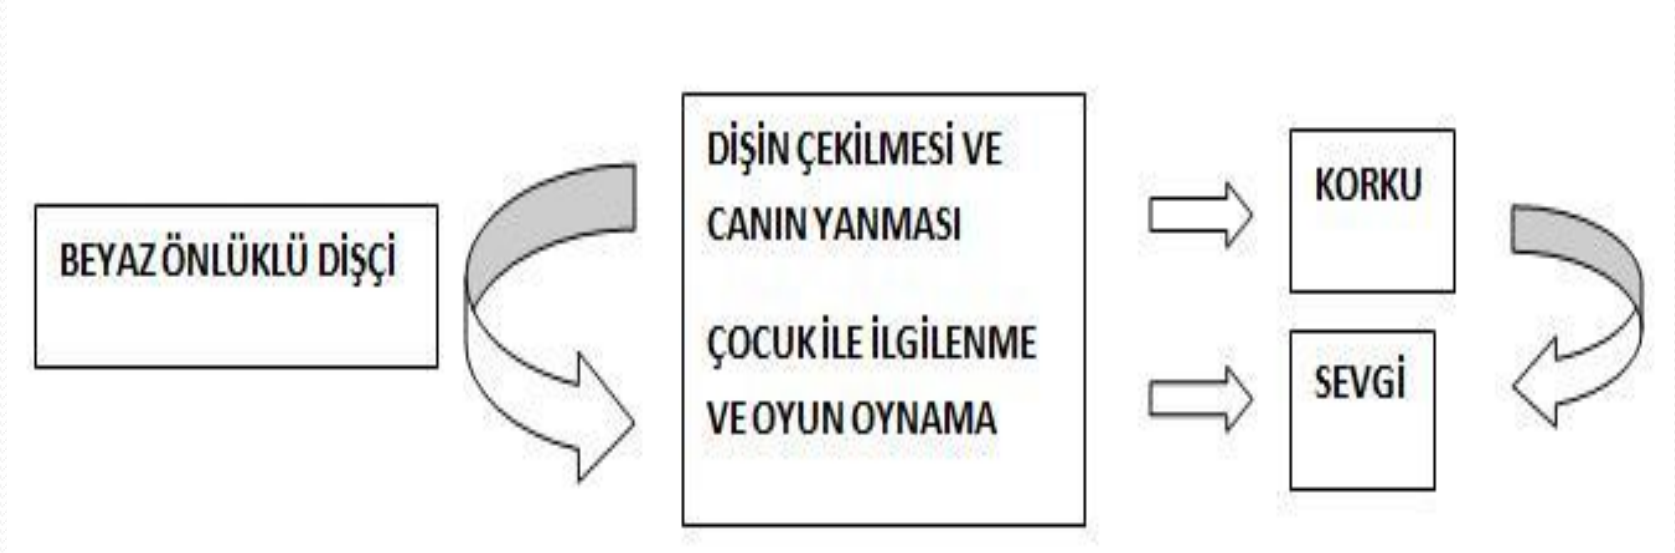 BEYAZ ÖNLÜKLÜ DİŞÇİ
DİŞİN ÇEKİLMESİ VE
CANIN YANMASI
ÇOCUK İLE İLGİLENME
VE OYUN OYNAMA
KORKU
SEVGİ